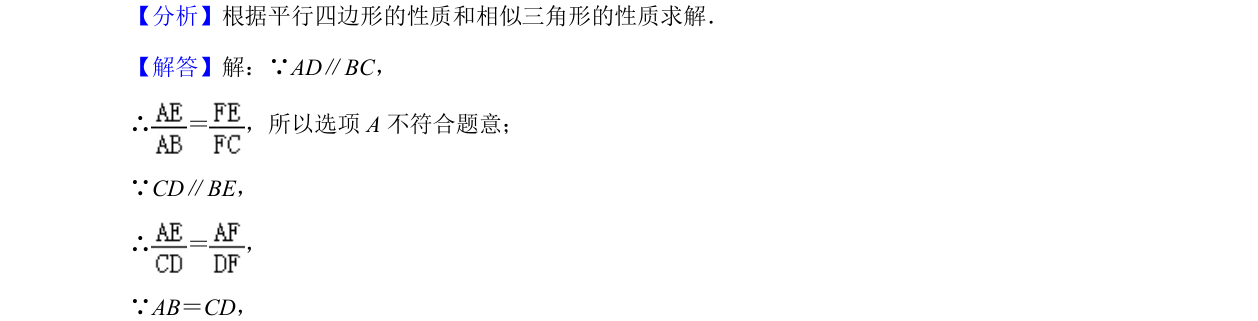 【分析】根据平行四边形的性质和相似三角形的性质求解．
【解答】解：∵AD∥BC，
∴AE/AB=FE/FC，所以选项 A 不符合题意；
∵CD∥BE，
∴AE/CD=AF/DF，
∵AB＝CD，